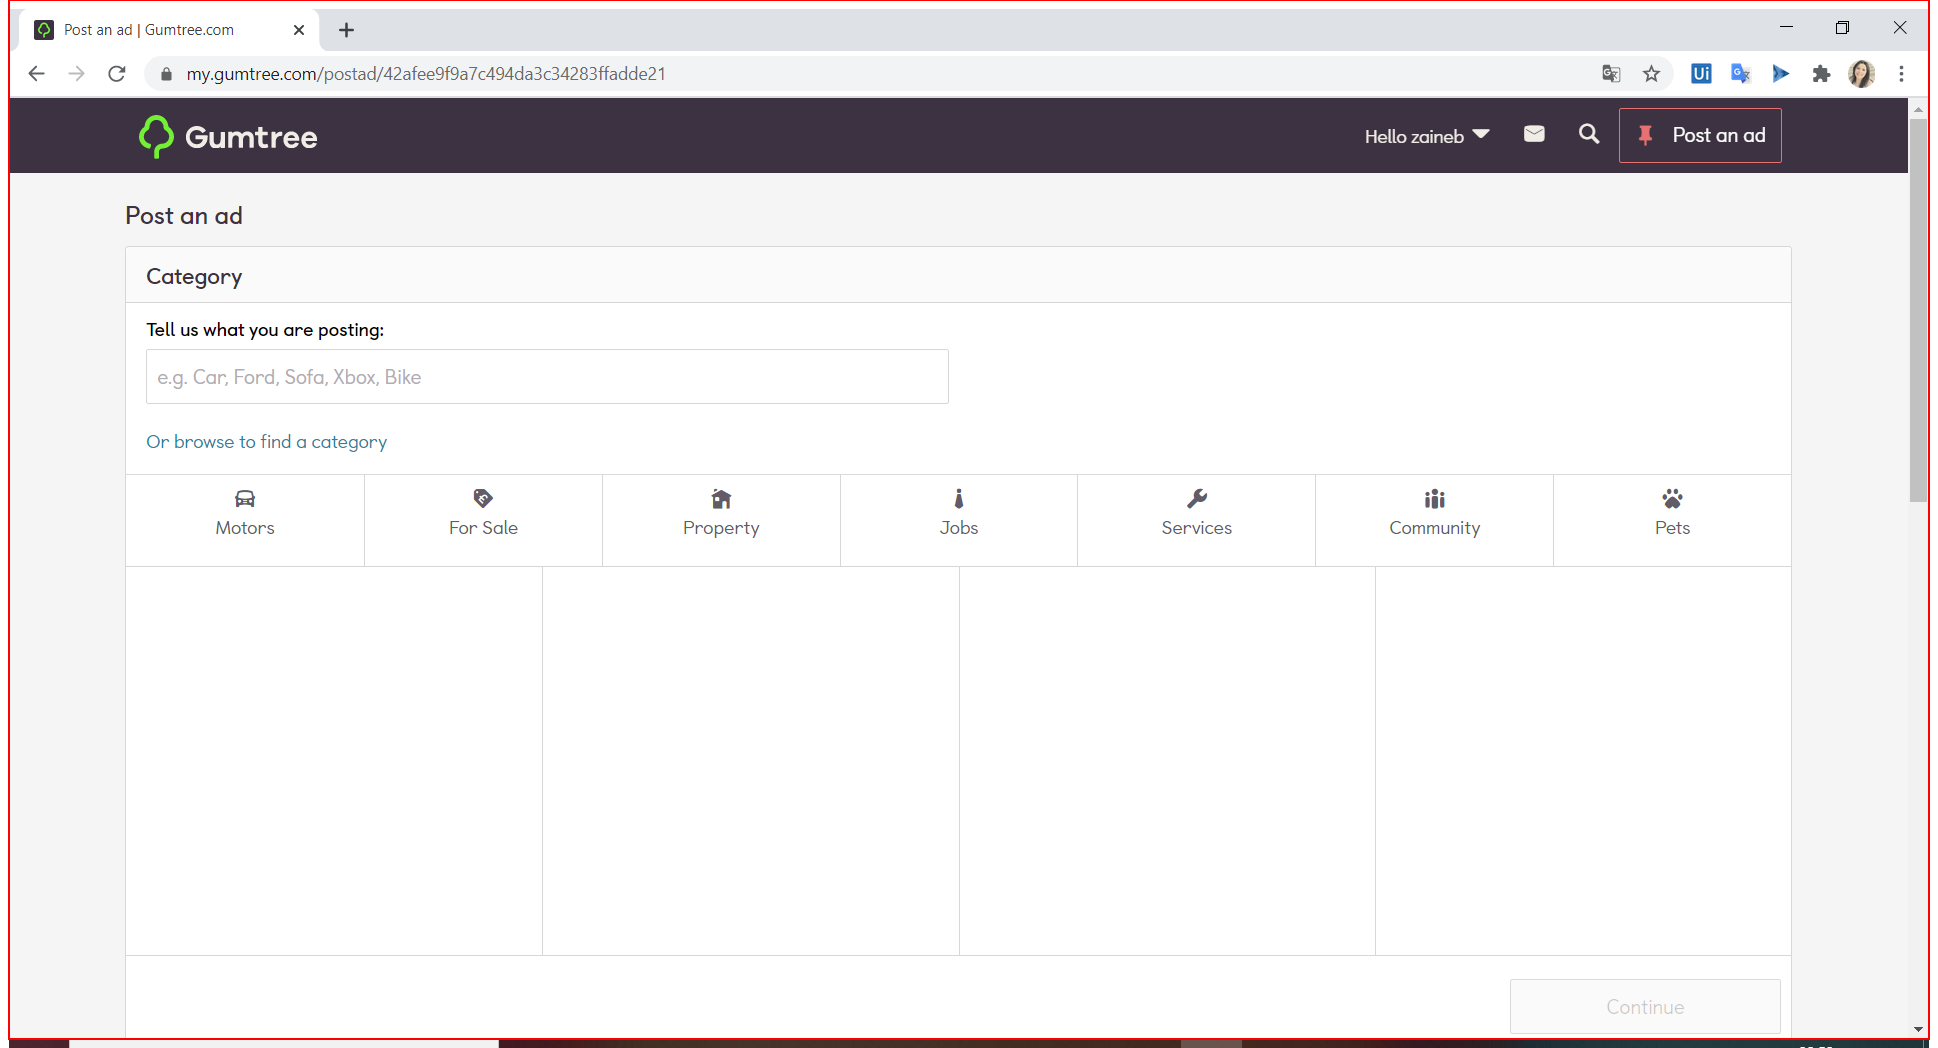 Post an ad | Gumtree.com
my.gumtree.com/postad/42afee9f9a7c494da3c34283ffadde21
Ui
Gumtree
Hello zaineb
Post an ad
Post an ad
Category
Tell us what you are posting:
e.g. Car, Ford, Sofa, Xbox, Bike
Or browse to find a category
Motors
For Sale
Property
Jobs
Services
Community
Pets
Continue